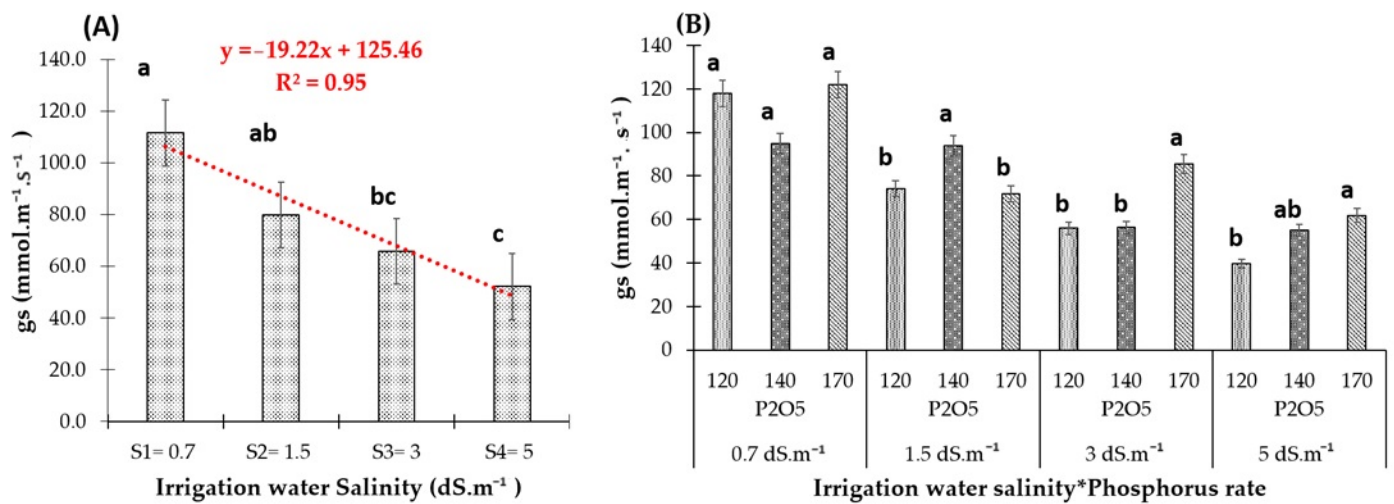 (A)
y =−19.22x + 125.46
R² = 0.95
gs (mmol.m⁻¹.s⁻¹ )
140.0
120.0
100.0
80.0
60.0
40.0
20.0
0.0
a
ab
bc
c
S1= 0.7 S2= 1.5 S3= 3 S4= 5
Irrigation water Salinity (dS.m⁻¹ )
(B)
gs (mmol.m⁻¹. s⁻¹ )
140
120
100
80
60
40
20
0
a a a b a b b b a b ab a
120 140 170 120 140 170 120 140 170 120 140 170
P2O5 P2O5 P2O5 P2O5
0.7 dS.m⁻¹ 1.5 dS.m⁻¹ 3 dS.m⁻¹ 5 dS.m⁻¹
Irrigation water salinity*Phosphorus rate